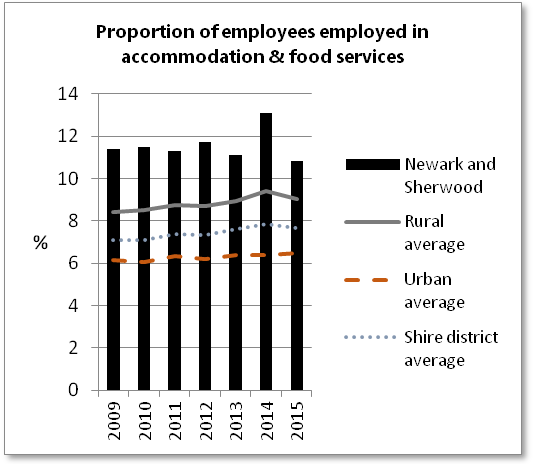 Proportion of employees employed in
accommodation & food services
14
12
10
8
6
4
2
0
%
2009
2010
2011
2012
2013
2014
2015
Newark and
Sherwood
Rural
average
Urban
average
Shire district
average